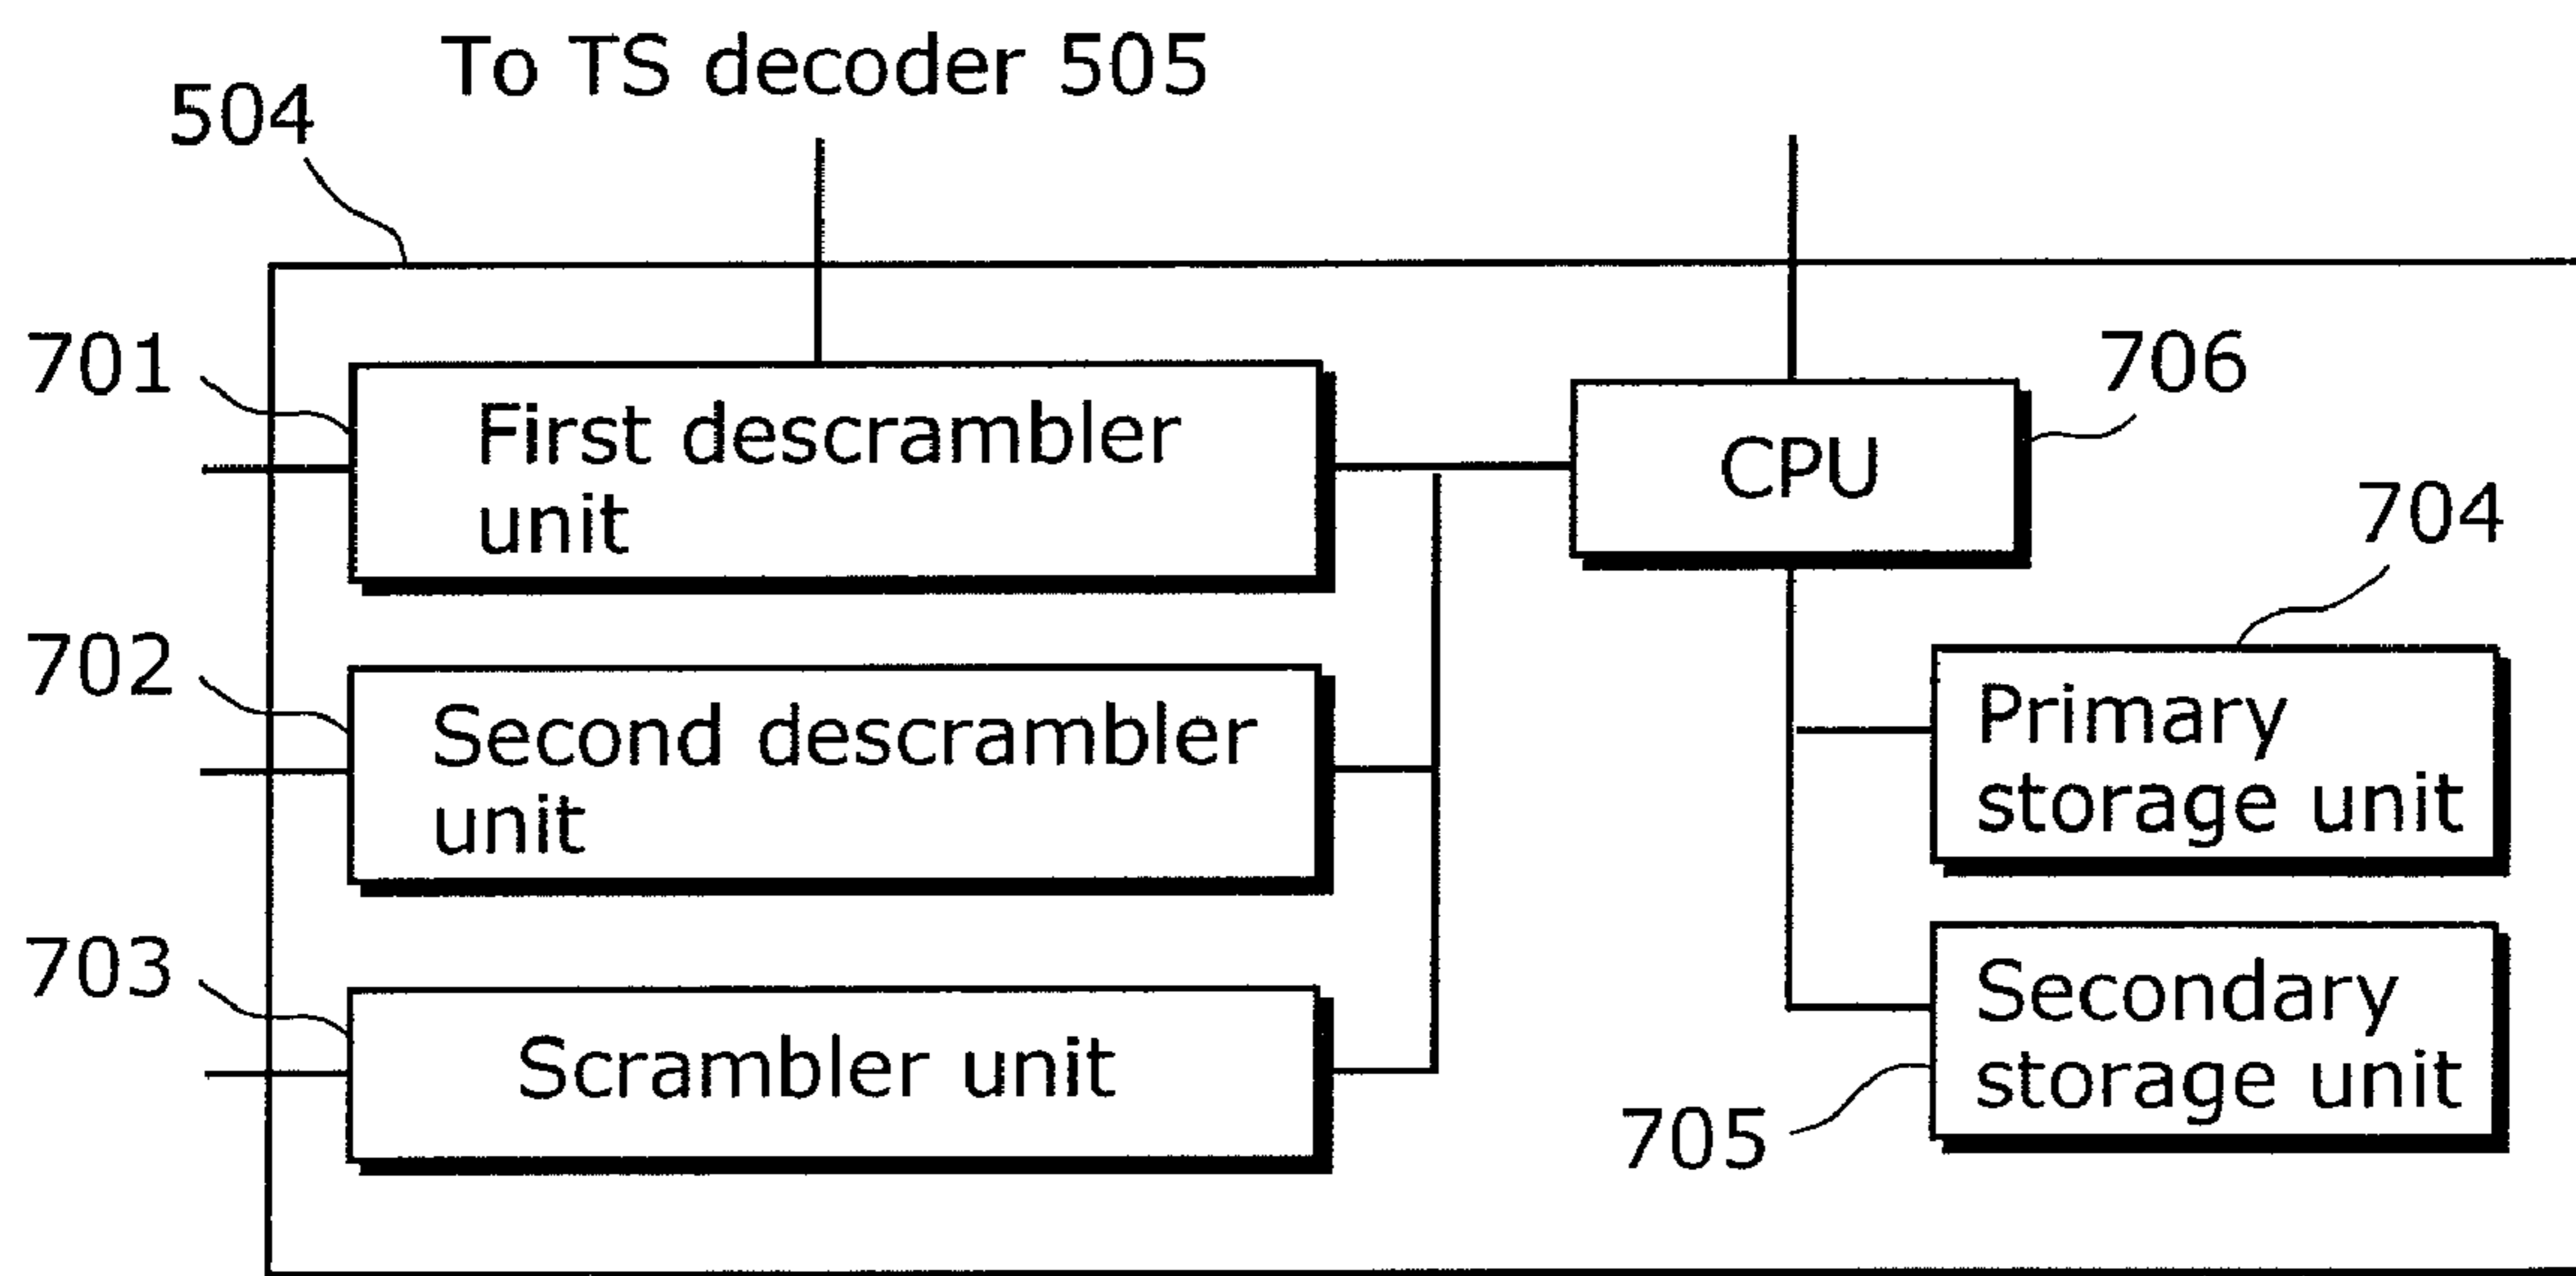 To TS decoder 505
504
701
First descrambler
unit
CPU
706
704
702
Second descrambler
unit
Primary
storage unit
703
Scrambler unit
Secondary
storage unit
705